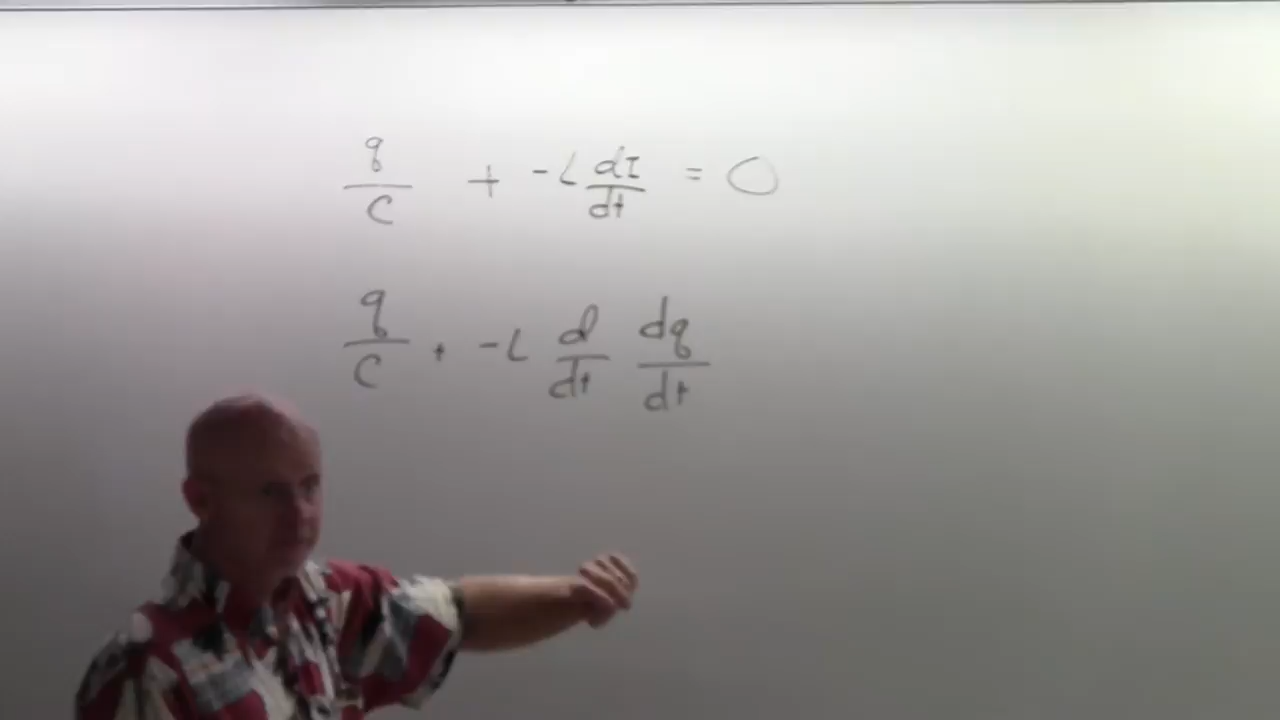 q/C + -L dI/dt = 0
q/C + -L d/dt dq/dt